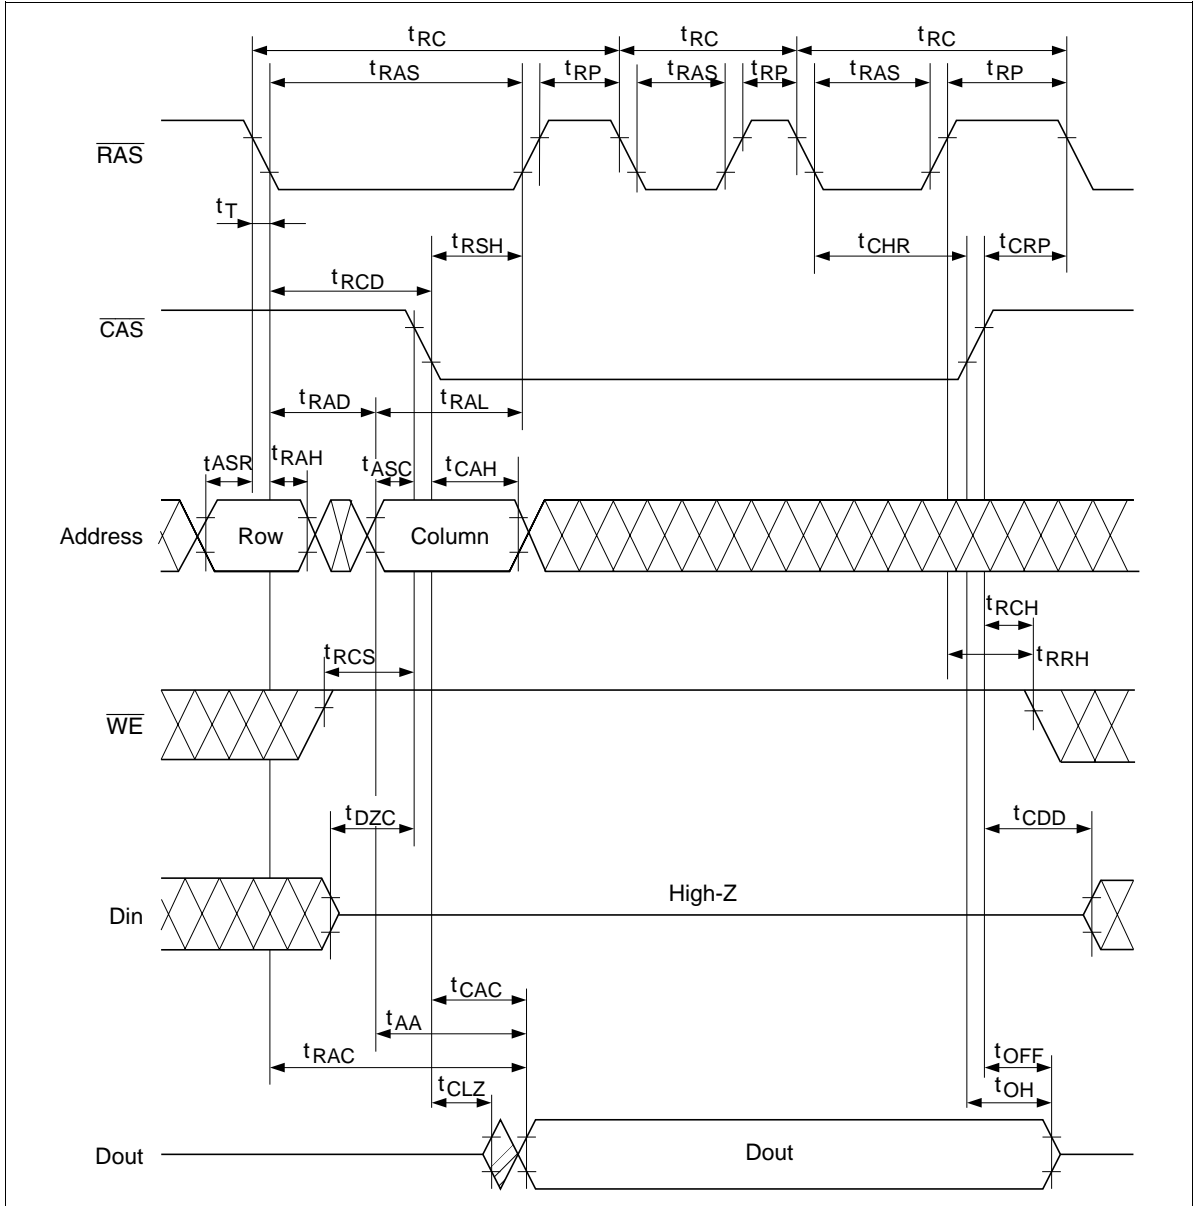 tRC tRC tRC
tRAS tRP tRAS tRP tRAS tRP
RAS
tT
tRSH tCHR tCRP
tRCD
CAS
tRAD tRAL
tASR tRAH tASC tCAH
Address Row Column
tRCH
tRCS tRRH
WE
tDZC tCDD
Din High-Z
tCAC
tAA
tRAC tOFF
tCLZ tOH
Dout Dout